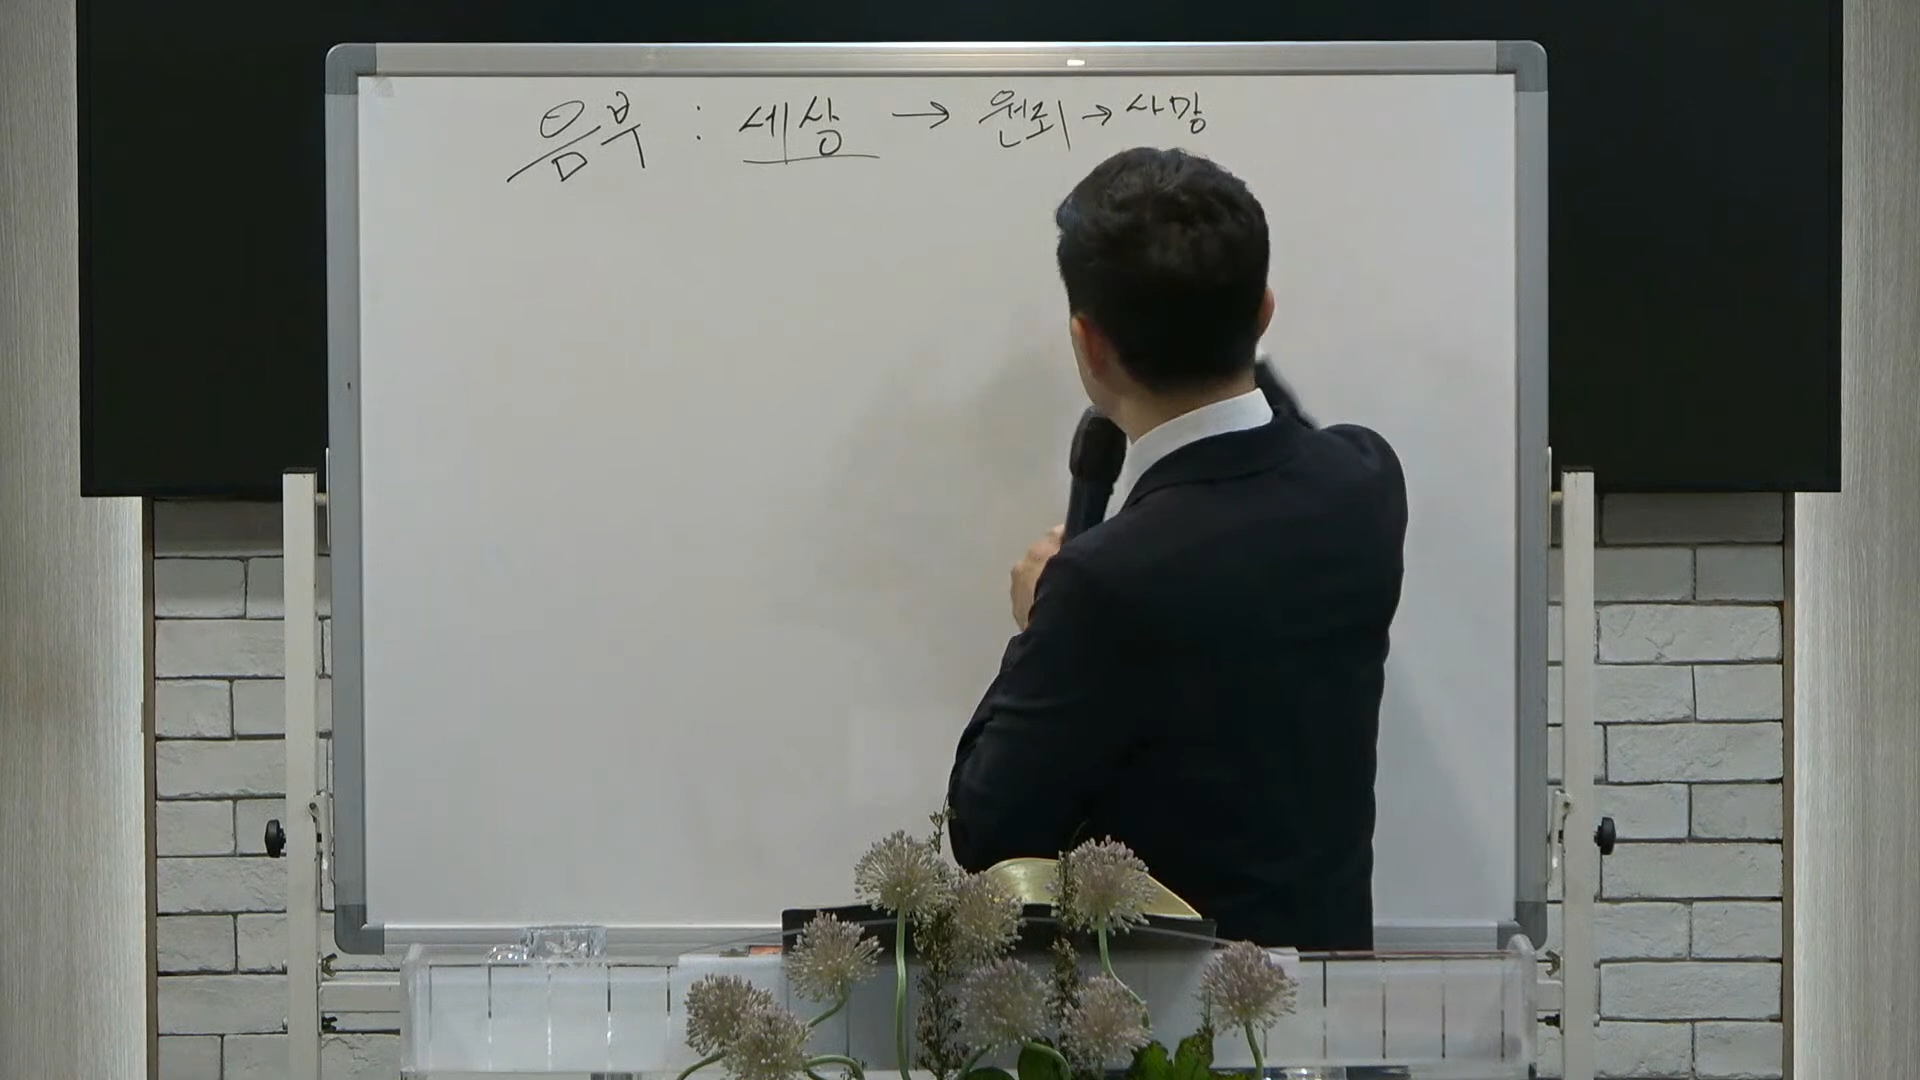 음부 : 세상 → 원죄 → 사망